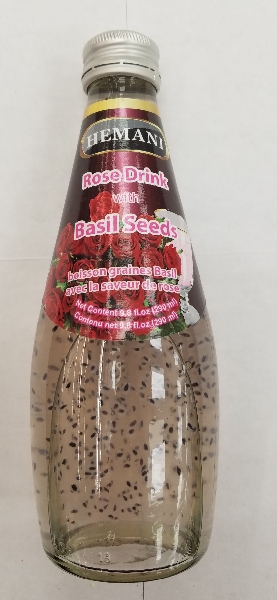 HEMANI
Rose Drink
with
Basil Seeds
boisson graines Basil
avec la saveur de rose
Net Content 9.8 fl.oz (290 ml)
Contenu net 9.8 fl.oz (290 ml)